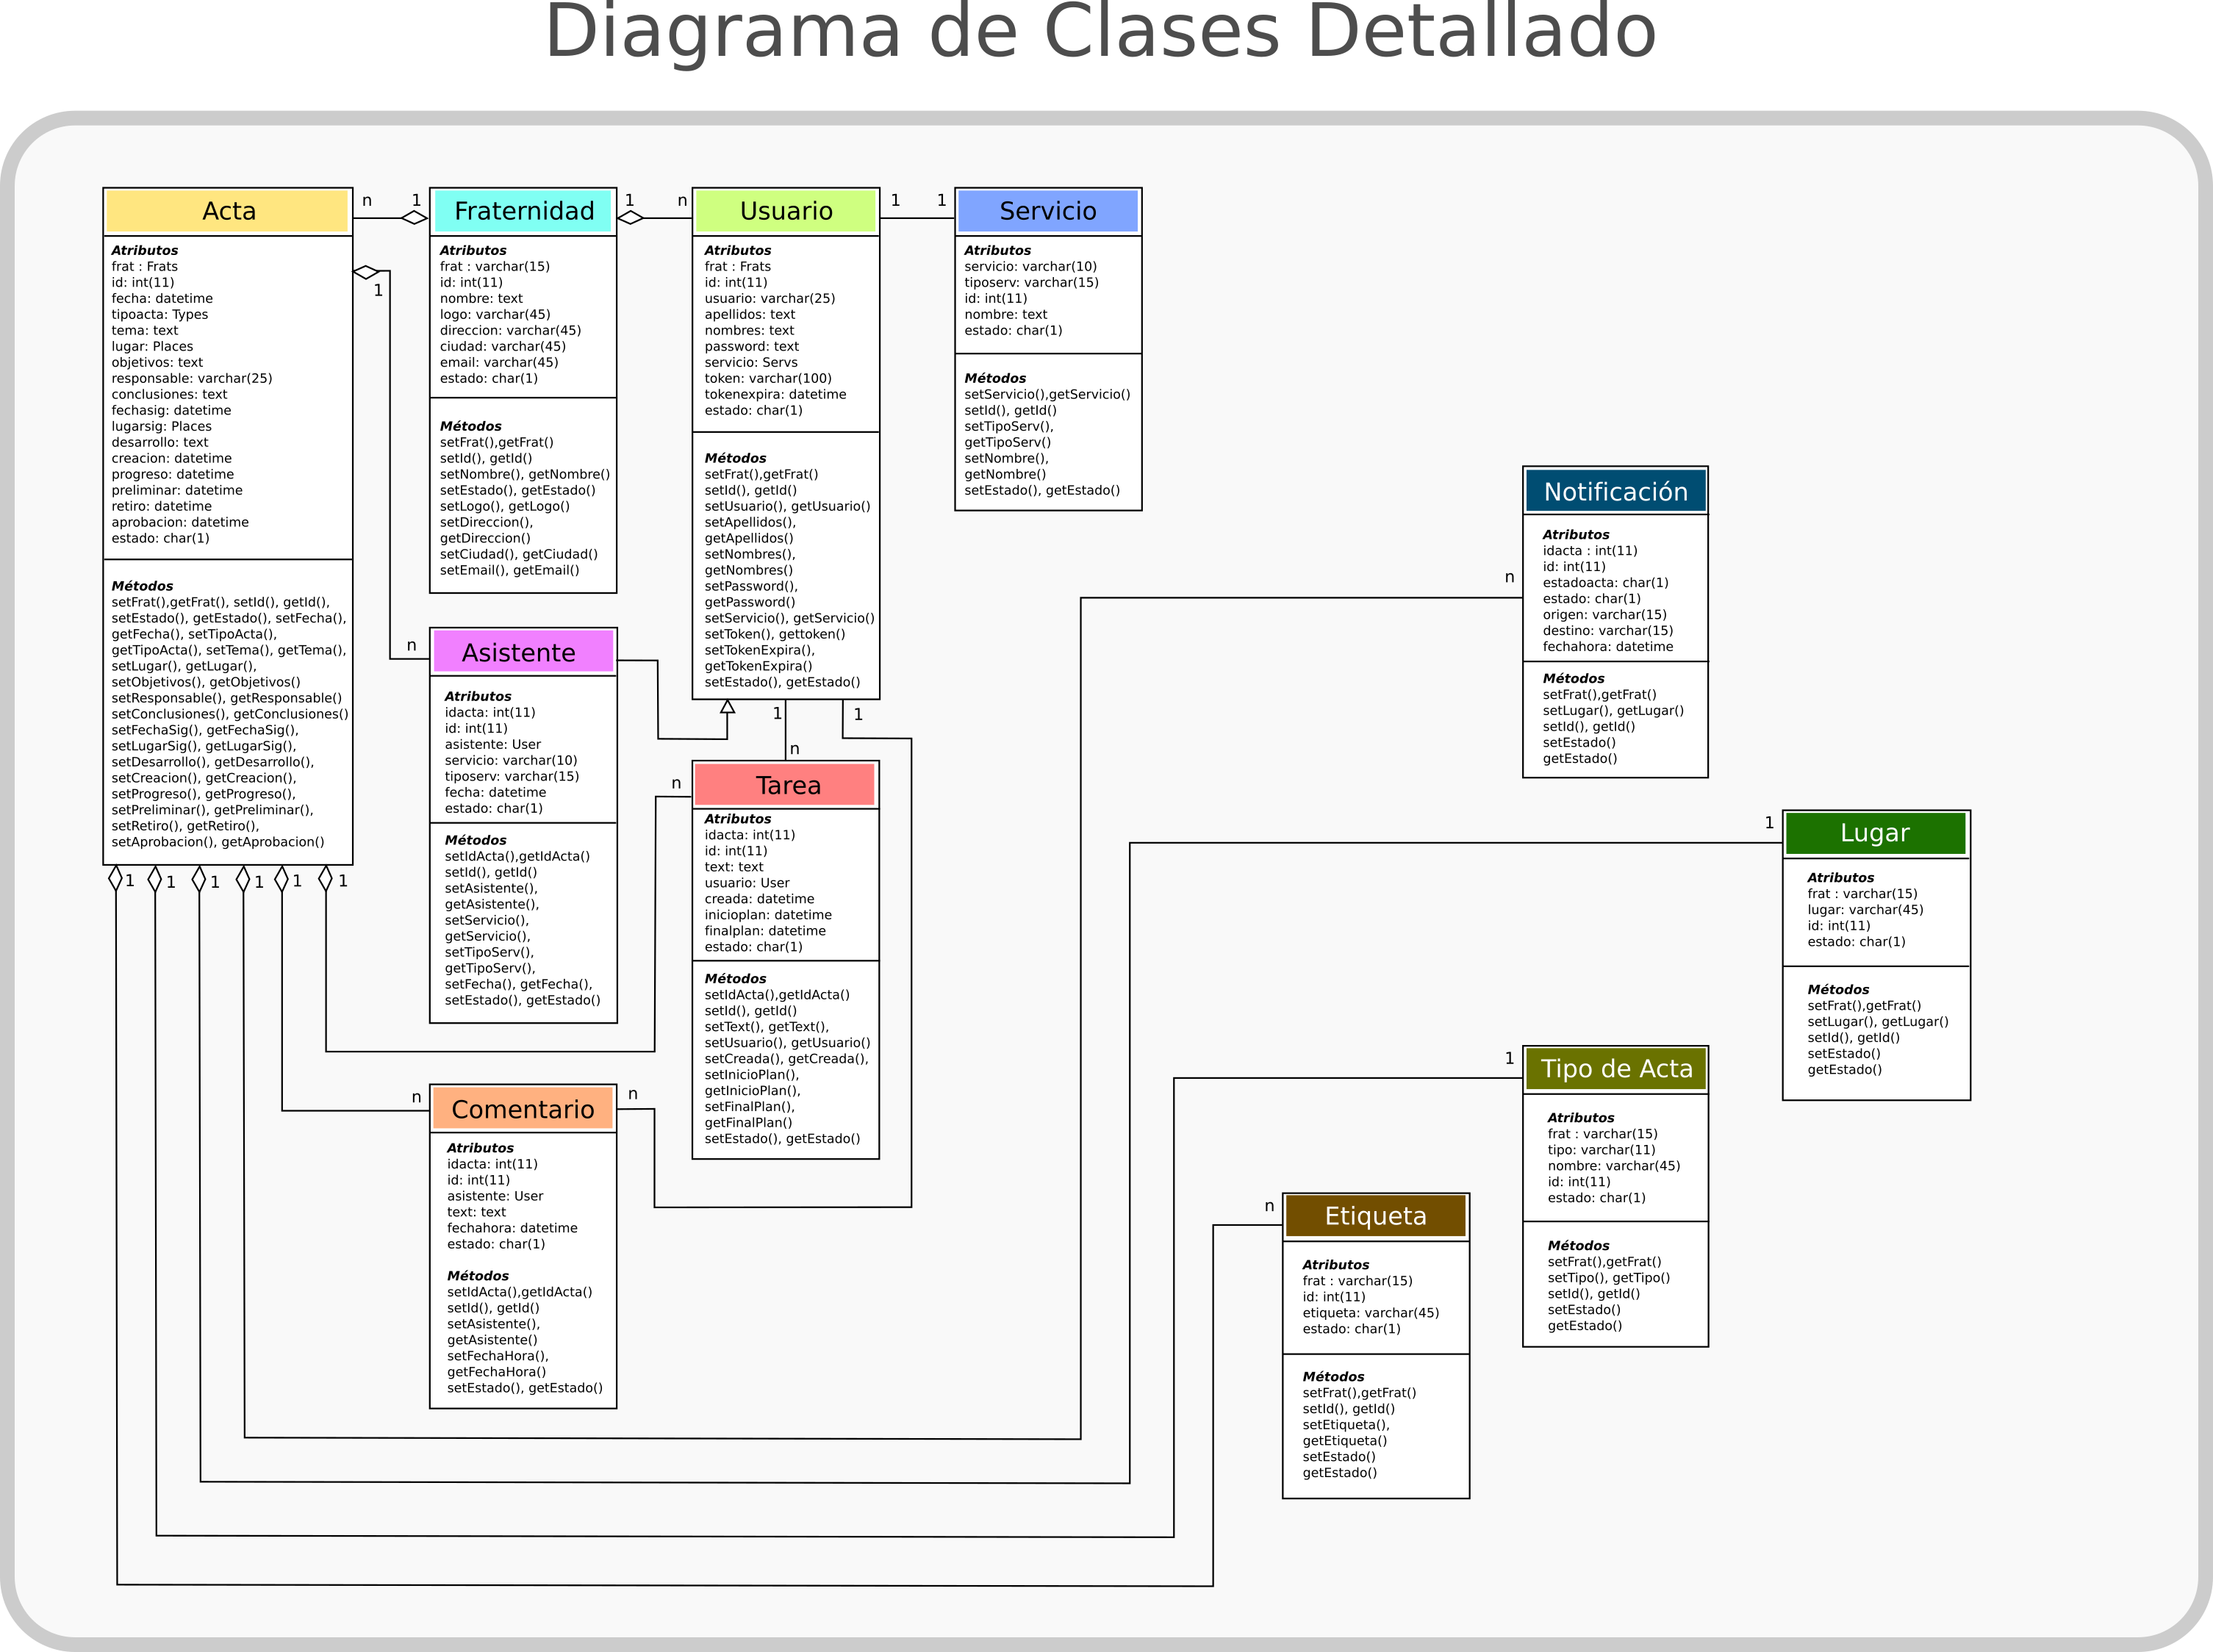 Diagrama de Clases Detallado
Acta
n
1
Atributos
frat : Frats
id: int(11)
fecha: datetime
tipoacta: Types
tema: text
lugar: Places
objetivos: text
responsable: varchar(25)
conclusiones: text
fechasig: datetime
lugarsig: Places
desarrollo: text
creacion: datetime
progreso: datetime
preliminar: datetime
retiro: datetime
aprobacion: datetime
estado: char(1)
Métodos
setFrat(),getFrat(), setId(), getId(),
setEstado(), getEstado(), setFecha(),
getFecha(), setTipoActa(),
getTipoActa(), setTema(), getTema(),
setLugar(), getLugar(),
setObjetivos(), getObjetivos()
setResponsable(), getResponsable()
setConclusiones(), getConclusiones()
setFechaSig(), getFechaSig(),
setLugarSig(), getLugarSig(),
setDesarrollo(), getDesarrollo(),
setCreacion(), getCreacion(),
setProgreso(), getProgreso(),
setPreliminar(), getPreliminar(),
setRetiro(), getRetiro(),
setAprobacion(), getAprobacion()
1
1
1
1
1
1
1
Fraternidad
1
n
Atributos
frat : varchar(15)
id: int(11)
nombre: text
logo: varchar(45)
direccion: varchar(45)
ciudad: varchar(45)
email: varchar(45)
estado: char(1)
Métodos
setFrat(),getFrat()
setId(), getId()
setNombre(), getNombre()
setEstado(), getEstado()
setLogo(), getLogo()
setDireccion(),
getDireccion()
setCiudad(), getCiudad()
setEmail(), getEmail()
Usuario
1
1
Atributos
frat : Frats
id: int(11)
usuario: varchar(25)
apellidos: text
nombres: text
password: text
servicio: Servs
token: varchar(100)
tokenexpira: datetime
estado: char(1)
Métodos
setFrat(),getFrat()
setId(), getId()
setUsuario(), getUsuario()
setApellidos(),
getApellidos()
setNombres(),
getNombres()
setPassword(),
getPassword()
setServicio(), getServicio()
setToken(), gettoken()
setTokenExpira(),
getTokenExpira()
setEstado(), getEstado()
1
1
Servicio
Atributos
servicio: varchar(10)
tiposerv: varchar(15)
id: int(11)
nombre: text
estado: char(1)
Métodos
setServicio(),getServicio()
setId(), getId()
setTipoServ(),
getTipoServ()
setNombre(),
getNombre()
setEstado(), getEstado()
n
Asistente
Atributos
idacta: int(11)
id: int(11)
asistente: User
servicio: varchar(10)
tiposerv: varchar(15)
fecha: datetime
estado: char(1)
Métodos
setIdActa(),getIdActa()
setId(), getId()
setAsistente(),
getAsistente(),
setServicio(),
getServicio(),
setTipoServ(),
getTipoServ(),
setFecha(), getFecha(),
setEstado(), getEstado()
n
n
Tarea
Atributos
idacta: int(11)
id: int(11)
text: text
usuario: User
creada: datetime
inicioplan: datetime
finalplan: datetime
estado: char(1)
Métodos
setIdActa(),getIdActa()
setId(), getId()
setText(), getText(),
setUsuario(), getUsuario()
setCreada(), getCreada(),
setInicioPlan(),
getInicioPlan(),
setFinalPlan(),
getFinalPlan()
setEstado(), getEstado()
n
Comentario
n
Atributos
idacta: int(11)
id: int(11)
asistente: User
text: text
fechahora: datetime
estado: char(1)
Métodos
setIdActa(),getIdActa()
setId(), getId()
setAsistente(),
getAsistente()
setFechaHora(),
getFechaHora()
setEstado(), getEstado()
n
Notificación
Atributos
idacta : int(11)
id: int(11)
estadoacta: char(1)
estado: char(1)
origen: varchar(15)
destino: varchar(15)
fechahora: datetime
Métodos
setFrat(),getFrat()
setLugar(), getLugar()
setId(), getId()
setEstado()
getEstado()
1
Lugar
Atributos
frat : varchar(15)
lugar: varchar(45)
id: int(11)
estado: char(1)
Métodos
setFrat(),getFrat()
setLugar(), getLugar()
setId(), getId()
setEstado()
getEstado()
1
Tipo de Acta
Atributos
frat : varchar(15)
tipo: varchar(11)
nombre: varchar(45)
id: int(11)
estado: char(1)
Métodos
setFrat(),getFrat()
setTipo(), getTipo()
setId(), getId()
setEstado()
getEstado()
n
Etiqueta
Atributos
frat : varchar(15)
id: int(11)
etiqueta: varchar(45)
estado: char(1)
Métodos
setFrat(),getFrat()
setId(), getId()
setEtiqueta(),
getEtiqueta()
setEstado()
getEstado()